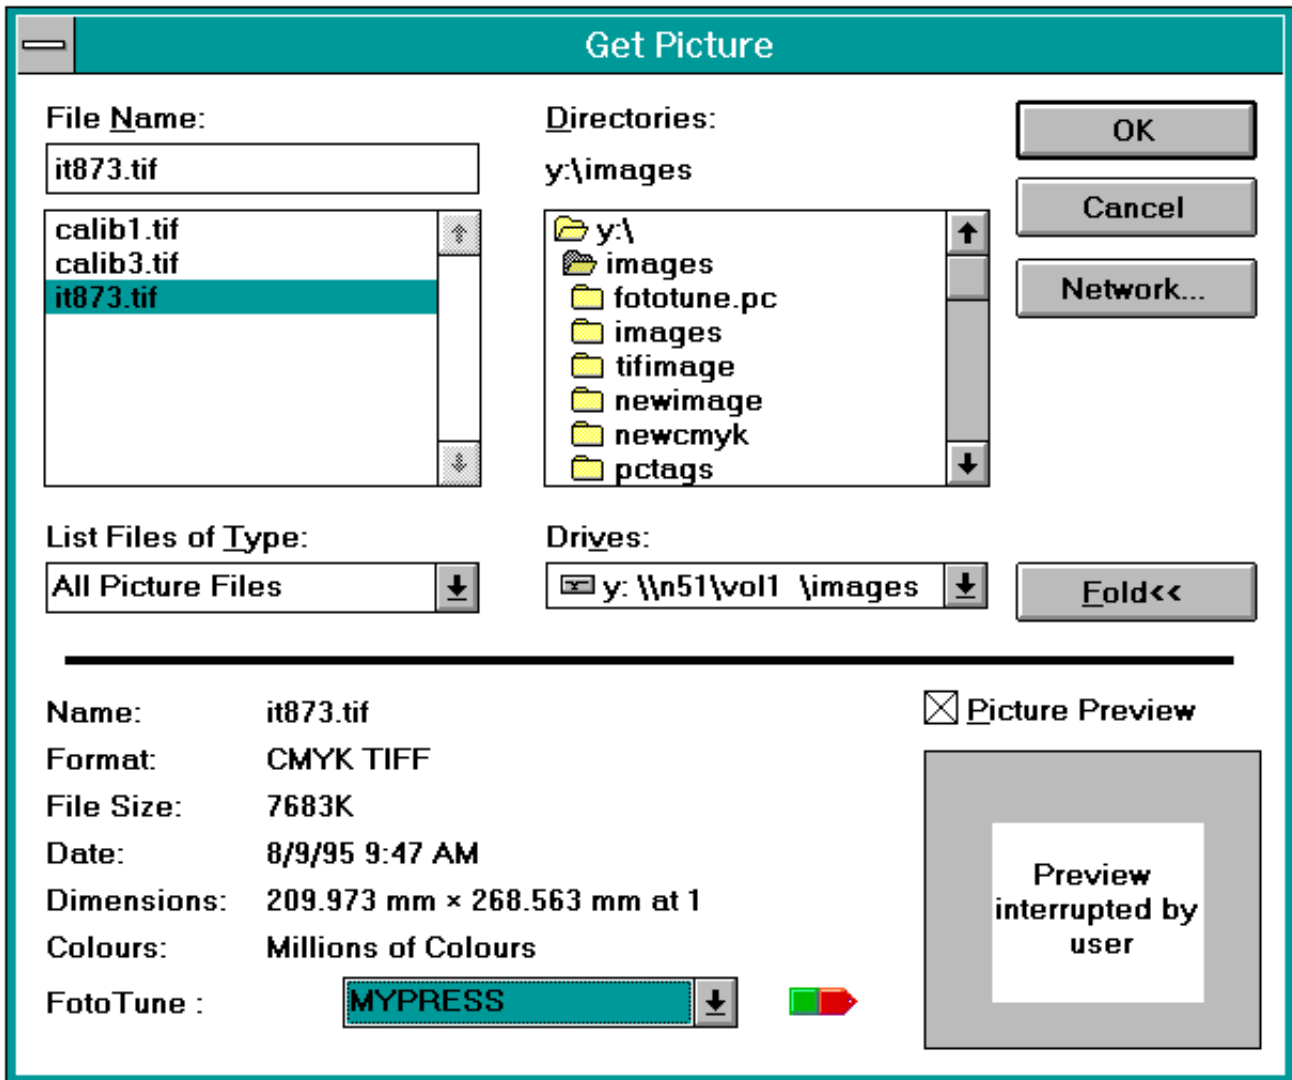 Get Picture
File Name:
it873.tif
calib1.tif
calib3.tif
it873.tif
List Files of Type:
All Picture Files
Directories:
y:\images
y:\
images
fototune.pc
images
tifimage
newimage
newcmyk
pctags
Drives:
y: \\n51\vol1 \images
OK
Cancel
Network...
Fold<<
Name: it873.tif
Format: CMYK TIFF
File Size: 7683K
Date: 8/9/95 9:47 AM
Dimensions: 209.973 mm × 268.563 mm at 1
Colours: Millions of Colours
FotoTune : MYPRESS
Picture Preview
Preview
interrupted by
user